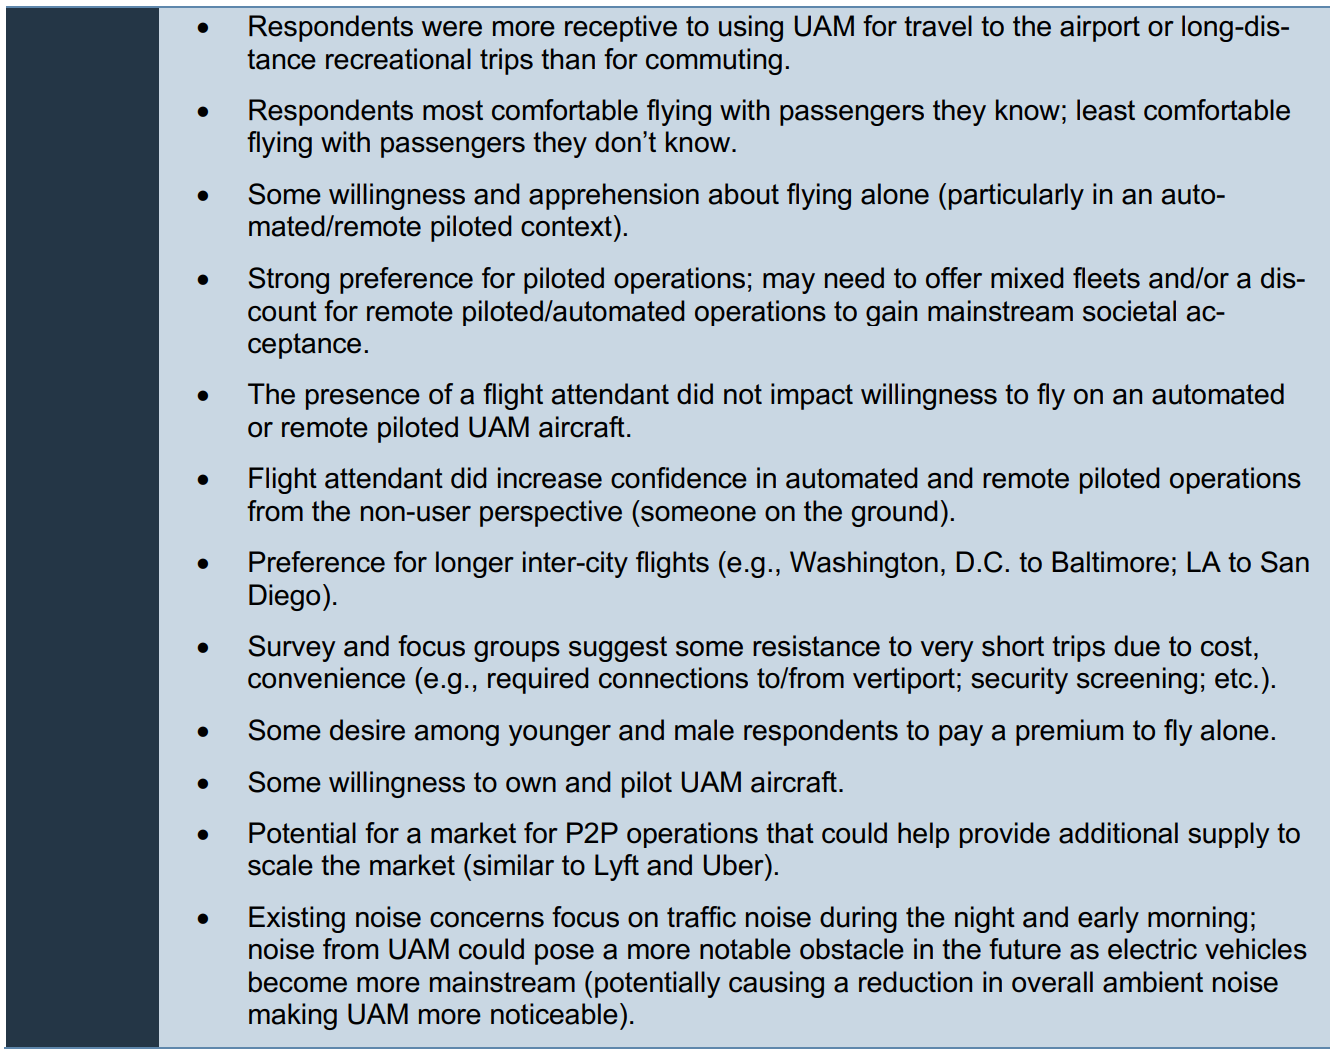 • Respondents were more receptive to using UAM for travel to the airport or long-dis-
tance recreational trips than for commuting.
• Respondents most comfortable flying with passengers they know; least comfortable
flying with passengers they don’t know.
• Some willingness and apprehension about flying alone (particularly in an auto-
mated/remote piloted context).
• Strong preference for piloted operations; may need to offer mixed fleets and/or a dis-
count for remote piloted/automated operations to gain mainstream societal ac-
ceptance.
• The presence of a flight attendant did not impact willingness to fly on an automated
or remote piloted UAM aircraft.
• Flight attendant did increase confidence in automated and remote piloted operations
from the non-user perspective (someone on the ground).
• Preference for longer inter-city flights (e.g., Washington, D.C. to Baltimore; LA to San
Diego).
• Survey and focus groups suggest some resistance to very short trips due to cost,
convenience (e.g., required connections to/from vertiport; security screening; etc.).
• Some desire among younger and male respondents to pay a premium to fly alone.
• Some willingness to own and pilot UAM aircraft.
• Potential for a market for P2P operations that could help provide additional supply to
scale the market (similar to Lyft and Uber).
• Existing noise concerns focus on traffic noise during the night and early morning;
noise from UAM could pose a more notable obstacle in the future as electric vehicles
become more mainstream (potentially causing a reduction in overall ambient noise
making UAM more noticeable).